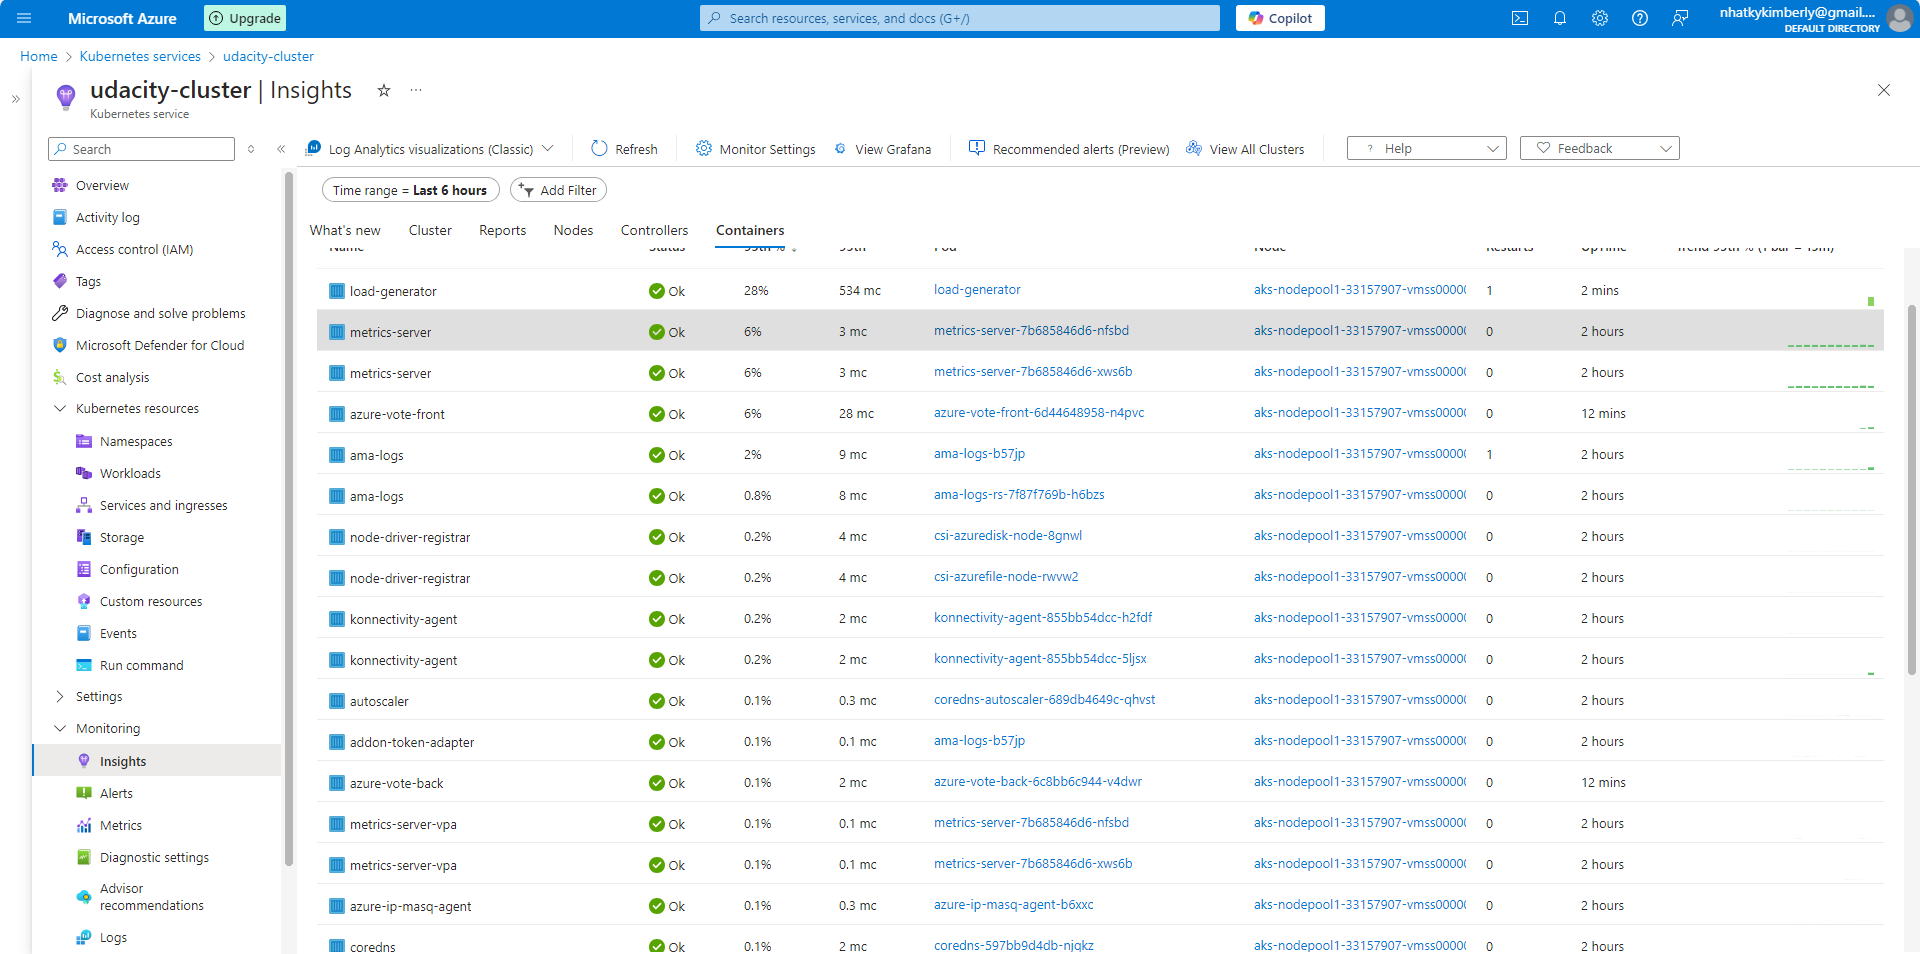 Microsoft Azure
Upgrade
Search resources, services, and docs (G+/)
Copilot
nhatkykimberly@gmail....
DEFAULT DIRECTORY
Home > Kubernetes services > udacity-cluster
udacity-cluster | Insights
Kubernetes service
Search
Log Analytics visualizations (Classic)
Refresh
Monitor Settings
View Grafana
Recommended alerts (Preview)
View All Clusters
? Help
Feedback
Overview
Activity log
Access control (IAM)
Tags
Diagnose and solve problems
Microsoft Defender for Cloud
Cost analysis
Kubernetes resources
Namespaces
Workloads
Services and ingresses
Storage
Configuration
Custom resources
Events
Run command
Settings
Monitoring
Insights
Alerts
Metrics
Diagnostic settings
Advisor
recommendations
Logs
Time range = Last 6 hours
Add Filter
What's new Cluster Reports Nodes Controllers Containers
Name Status 95th % ↓ 95th Pod Node Restarts UpTime Trend 95th % (1 bar = 15m)
load-generator Ok 28% 534 mc load-generator aks-nodepool1-33157907-vmss00000 1 2 mins
metrics-server Ok 6% 3 mc metrics-server-7b685846d6-nfsbd aks-nodepool1-33157907-vmss00000 0 2 hours
metrics-server Ok 6% 3 mc metrics-server-7b685846d6-xws6b aks-nodepool1-33157907-vmss00000 0 2 hours
azure-vote-front Ok 6% 28 mc azure-vote-front-6d44648958-n4pvc aks-nodepool1-33157907-vmss00000 0 12 mins
ama-logs Ok 2% 9 mc ama-logs-b57jp aks-nodepool1-33157907-vmss00000 1 2 hours
ama-logs Ok 0.8% 8 mc ama-logs-rs-7f87f769b-h6bzs aks-nodepool1-33157907-vmss00000 0 2 hours
node-driver-registrar Ok 0.2% 4 mc csi-azuredisk-node-8gnwl aks-nodepool1-33157907-vmss00000 0 2 hours
node-driver-registrar Ok 0.2% 4 mc csi-azurefile-node-rwvw2 aks-nodepool1-33157907-vmss00000 0 2 hours
konnectivity-agent Ok 0.2% 2 mc konnectivity-agent-855bb54dcc-h2fdf aks-nodepool1-33157907-vmss00000 0 2 hours
konnectivity-agent Ok 0.2% 2 mc konnectivity-agent-855bb54dcc-5ljsx aks-nodepool1-33157907-vmss00000 0 2 hours
autoscaler Ok 0.1% 0.3 mc coredns-autoscaler-689db4649c-qhvst aks-nodepool1-33157907-vmss00000 0 2 hours
addon-token-adapter Ok 0.1% 0.1 mc ama-logs-b57jp aks-nodepool1-33157907-vmss00000 0 2 hours
azure-vote-back Ok 0.1% 2 mc azure-vote-back-6c8bb6c944-v4dwr aks-nodepool1-33157907-vmss00000 0 12 mins
metrics-server-vpa Ok 0.1% 0.1 mc metrics-server-7b685846d6-nfsbd aks-nodepool1-33157907-vmss00000 0 2 hours
metrics-server-vpa Ok 0.1% 0.1 mc metrics-server-7b685846d6-xws6b aks-nodepool1-33157907-vmss00000 0 2 hours
azure-ip-masq-agent Ok 0.1% 0.3 mc azure-ip-masq-agent-b6xxc aks-nodepool1-33157907-vmss00000 0 2 hours
coredns Ok 0.1% 2 mc coredns-597bb9d4db-njqkz aks-nodepool1-33157907-vmss00000 0 2 hours